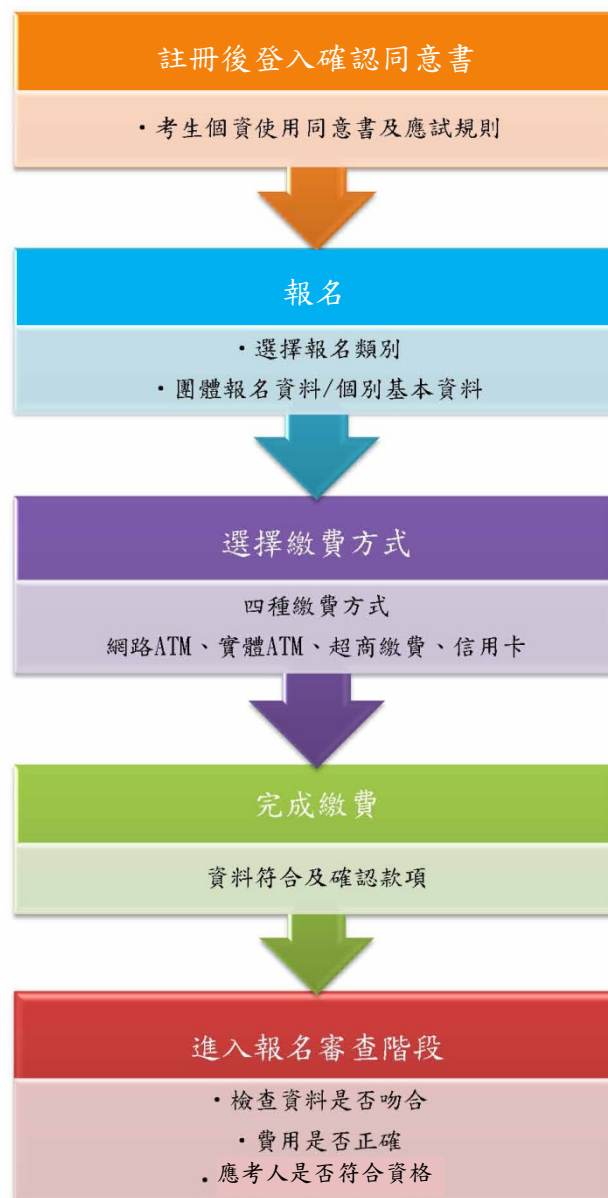 註冊後登入確認同意書
・考生個資使用同意書及應試規則
報名
・選擇報名類別
・團體報名資料/個別基本資料
選擇繳費方式
四種繳費方式
網路ATM、實體ATM、超商繳費、信用卡
完成繳費
資料符合及確認款項
進入報名審查階段
・檢查資料是否吻合
・費用是否正確
・應考人是否符合資格